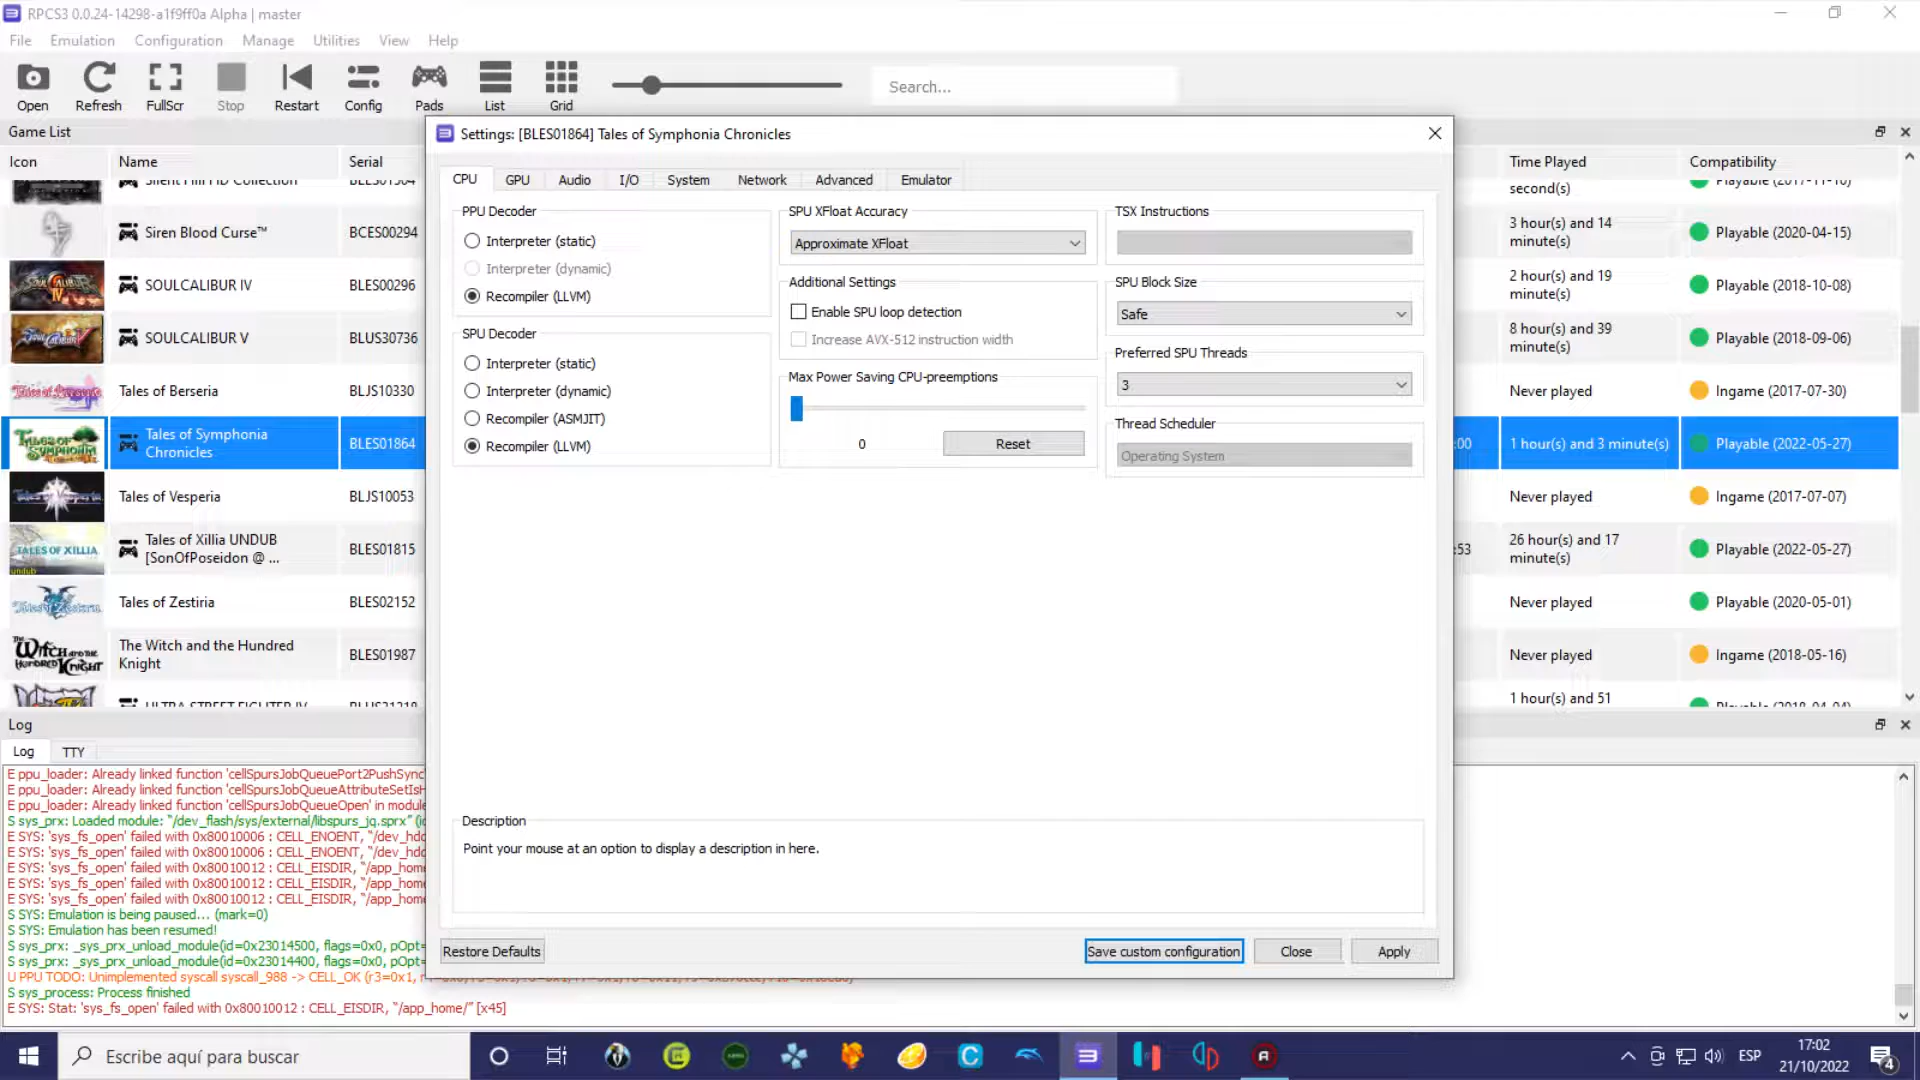 RPCS3 0.0.24-14298-a1f9ff0a Alpha | master
File Emulation Configuration Manage Utilities View Help
Open Refresh FullScr Stop Restart Config Pads List Grid
Search...
Game List
Icon Name Serial Time Played Compatibility
Silent Hill HD Collection second(s) Playable (2017-11-10)
Siren Blood Curse™ BCES00294 3 hour(s) and 14 minute(s) Playable (2020-04-15)
SOULCALIBUR IV BLES00296 2 hour(s) and 19 minute(s) Playable (2018-10-08)
SOULCALIBUR V BLUS30736 8 hour(s) and 39 minute(s) Playable (2018-09-06)
Tales of Berseria BLJS10330 Never played Ingame (2017-07-30)
Tales of Symphonia Chronicles BLES01864 :00 1 hour(s) and 3 minute(s) Playable (2022-05-27)
Tales of Vesperia BLJS10053 Never played Ingame (2017-07-07)
Tales of Xillia UNDUB [SonOfPoseidon @ ... BLES01815 :53 26 hour(s) and 17 minute(s) Playable (2022-05-27)
Tales of Zestiria BLES02152 Never played Playable (2020-05-01)
The Witch and the Hundred Knight BLES01987 Never played Ingame (2018-05-16)
ULTRA STREET FIGHTER IV 1 hour(s) and 51
Settings: [BLES01864] Tales of Symphonia Chronicles
CPU GPU Audio I/O System Network Advanced Emulator
PPU Decoder
Interpreter (static)
Interpreter (dynamic)
Recompiler (LLVM)
SPU Decoder
Interpreter (static)
Interpreter (dynamic)
Recompiler (ASMJIT)
Recompiler (LLVM)
SPU XFloat Accuracy
Approximate XFloat
Additional Settings
Enable SPU loop detection
Increase AVX-512 instruction width
Max Power Saving CPU-preemptions
0 Reset
TSX Instructions
SPU Block Size
Safe
Preferred SPU Threads
3
Thread Scheduler
Operating System
Description
Point your mouse at an option to display a description in here.
Restore Defaults Save custom configuration Close Apply
Log
Log TTY
E ppu_loader: Already linked function 'cellSpursJobQueuePort2PushSync'
E ppu_loader: Already linked function 'cellSpursJobQueueAttributeSetIsH
E ppu_loader: Already linked function 'cellSpursJobQueueOpen' in module
S sys_prx: Loaded module: "/dev_flash/sys/external/libspurs_jq.sprx" (id
E SYS: 'sys_fs_open' failed with 0x80010006 : CELL_ENOENT, "/dev_hdd
E SYS: 'sys_fs_open' failed with 0x80010006 : CELL_ENOENT, "/dev_hdd
E SYS: 'sys_fs_open' failed with 0x80010012 : CELL_EISDIR, "/app_home
E SYS: 'sys_fs_open' failed with 0x80010012 : CELL_EISDIR, "/app_home
E SYS: 'sys_fs_open' failed with 0x80010012 : CELL_EISDIR, "/app_home
S SYS: Emulation is being paused... (mark=0)
S SYS: Emulation has been resumed!
S sys_prx: _sys_prx_unload_module(id=0x23014500, flags=0x0, pOpt=
S sys_prx: _sys_prx_unload_module(id=0x23014400, flags=0x0, pOpt=
U PPU TODO: Unimplemented syscall syscall_988 -> CELL_OK (r3=0x1,
S sys_process: Process finished
E SYS: Stat: 'sys_fs_open' failed with 0x80010012 : CELL_EISDIR, "/app_home/" [x45]
Escribe aquí para buscar
ESP
17:02
21/10/2022
4